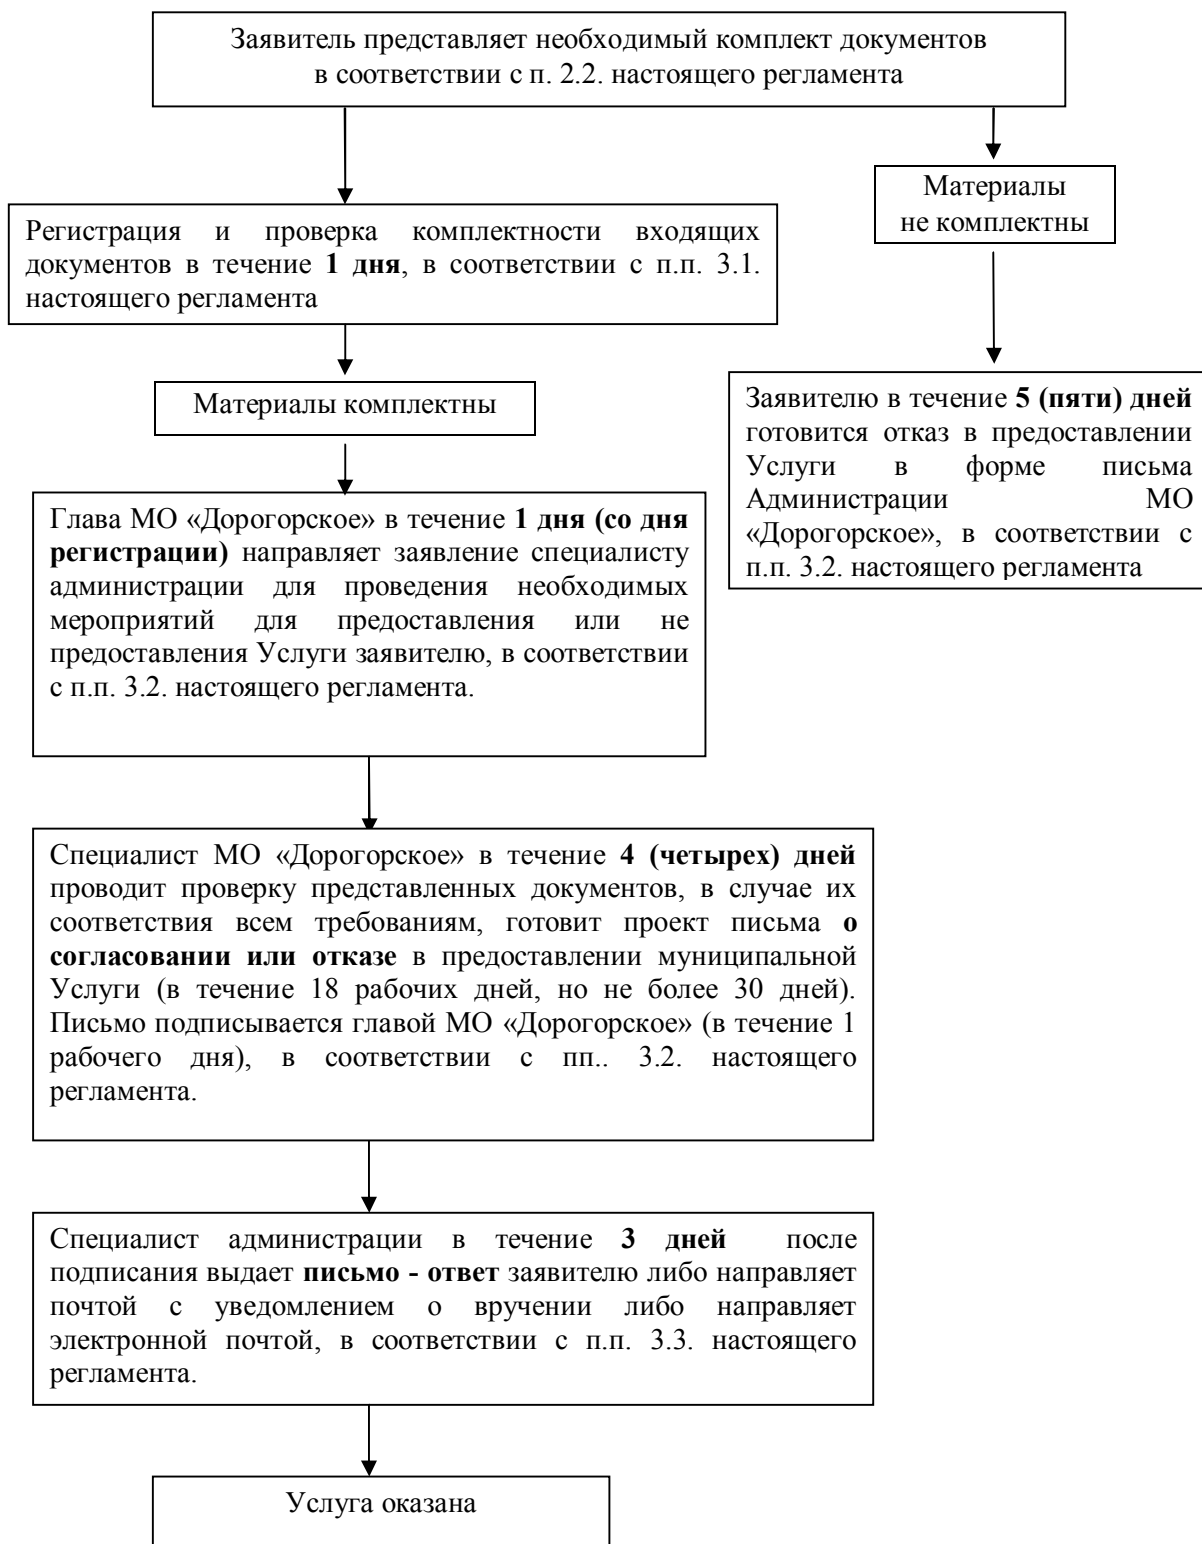 Заявитель представляет необходимый комплект документов
в соответствии с п. 2.2. настоящего регламента
Материалы
не комплектны
Регистрация и проверка комплектности входящих
документов в течение 1 дня, в соответствии с п.п. 3.1.
настоящего регламента
Материалы комплектны
Заявителю в течение 5 (пяти) дней
готовится отказ в предоставлении
Услуги в форме письма
Администрации МО
«Дорогорское», в соответствии с
п.п. 3.2. настоящего регламента
Глава МО «Дорогорское» в течение 1 дня (со дня
регистрации) направляет заявление специалисту
администрации для проведения необходимых
мероприятий для предоставления или не
предоставления Услуги заявителю, в соответствии
с п.п. 3.2. настоящего регламента.
Специалист МО «Дорогорское» в течение 4 (четырех) дней
проводит проверку представленных документов, в случае их
соответствия всем требованиям, готовит проект письма о
согласовании или отказе в предоставлении муниципальной
Услуги (в течение 18 рабочих дней, но не более 30 дней).
Письмо подписывается главой МО «Дорогорское» (в течение 1
рабочего дня), в соответствии с пп.. 3.2. настоящего
регламента.
Специалист администрации в течение 3 дней после
подписания выдает письмо - ответ заявителю либо направляет
почтой с уведомлением о вручении либо направляет
электронной почтой, в соответствии с п.п. 3.3. настоящего
регламента.
Услуга оказана